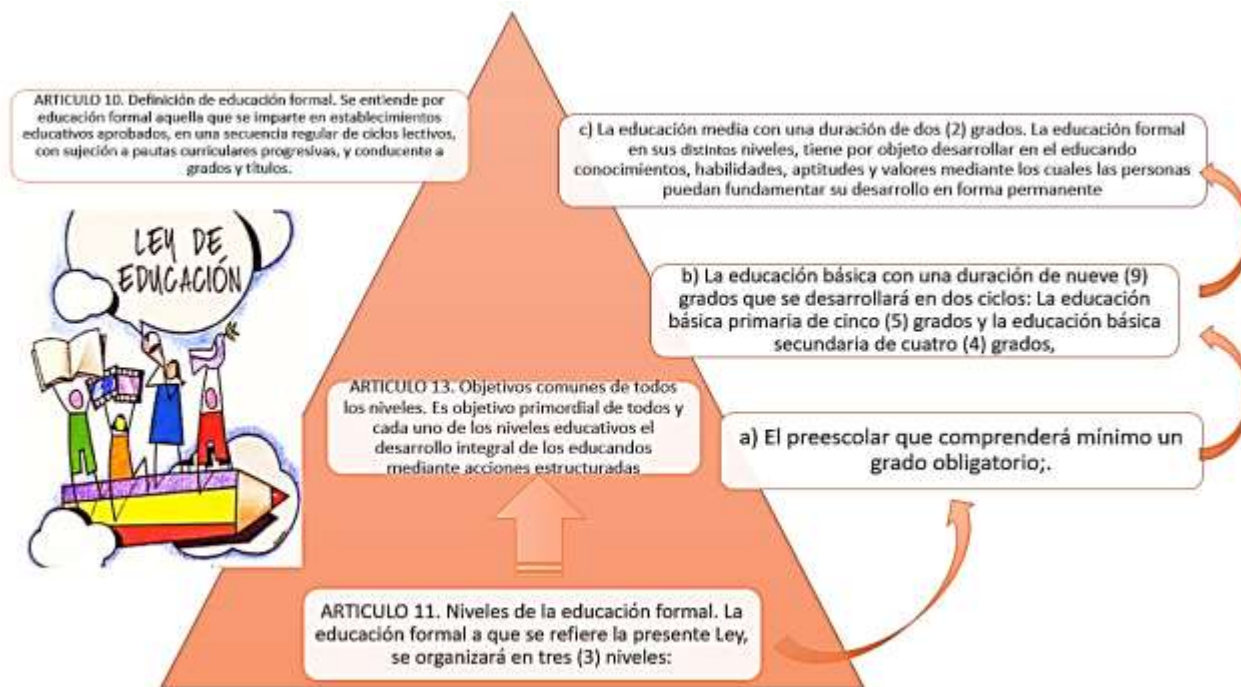 ARTICULO 10. Definición de educación formal. Se entiende por
educación formal aquella que se imparte en establecimientos
educativos aprobados, en una secuencia regular de ciclos lectivos,
con sujeción a pautas curriculares progresivas, y conducente a
grados y títulos.
LEY DE
EDUCACIÓN
c) La educación media con una duración de dos (2) grados. La educación formal
en sus distintos niveles, tiene por objeto desarrollar en el educando
conocimientos, habilidades, aptitudes y valores mediante los cuales las personas
puedan fundamentar su desarrollo en forma permanente
b) La educación básica con una duración de nueve (9)
grados que se desarrollará en dos ciclos: La educación
básica primaria de cinco (5) grados y la educación básica
secundaria de cuatro (4) grados,
ARTICULO 13. Objetivos comunes de todos
los niveles. Es objetivo primordial de todos y
cada uno de los niveles educativos el
desarrollo integral de los educandos
mediante acciones estructuradas
a) El preescolar que comprenderá mínimo un
grado obligatorio;.
ARTICULO 11. Niveles de la educación formal. La
educación formal a que se refiere la presente Ley,
se organizará en tres (3) niveles: